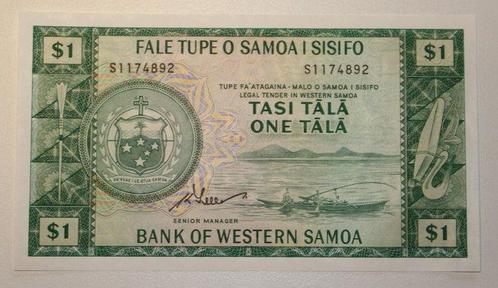 $1 FALE TUPE O SAMOA I SISIFO $1
S1174892 S1174892
TUPE FA'ATAGAINA - MALO O SAMOA I SISIFO
LEGAL TENDER IN WESTERN SAMOA
TASI TĀLĀ
ONE TĀLĀ
SENIOR MANAGER
$1 BANK OF WESTERN SAMOA $1